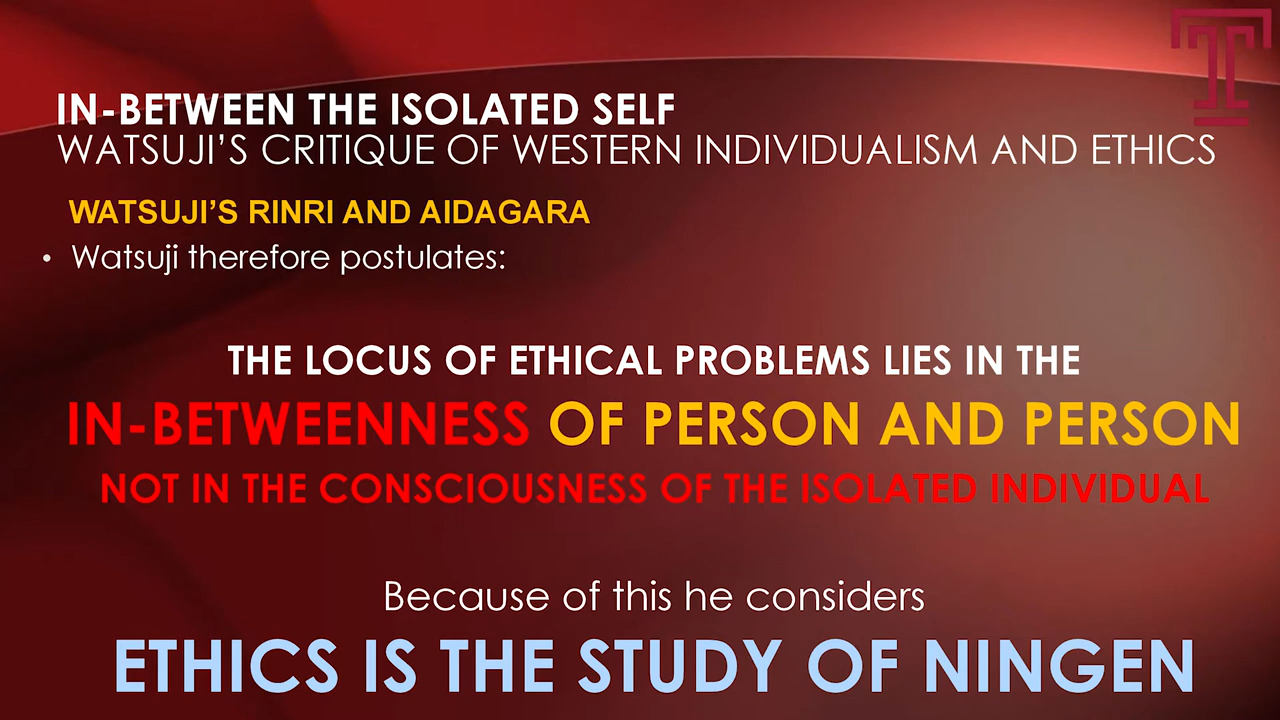 IN-BETWEEN THE ISOLATED SELF
WATSUJI'S CRITIQUE OF WESTERN INDIVIDUALISM AND ETHICS
WATSUJI'S RINRI AND AIDAGARA
• Watsuji therefore postulates:
THE LOCUS OF ETHICAL PROBLEMS LIES IN THE
IN-BETWEENNESS OF PERSON AND PERSON
NOT IN THE CONSCIOUSNESS OF THE ISOLATED INDIVIDUAL
Because of this he considers
ETHICS IS THE STUDY OF NINGEN